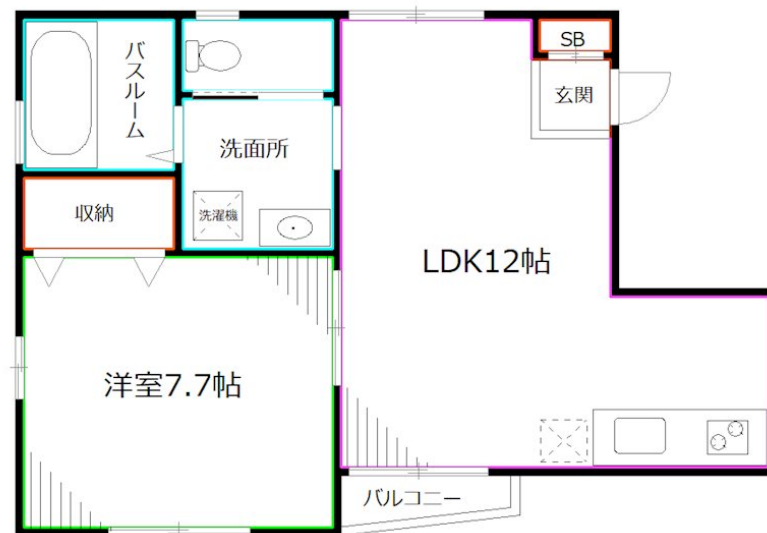 バスルーム
SB
玄関
洗面所
洗濯機
収納
LDK12帖
洋室7.7帖
バルコニー